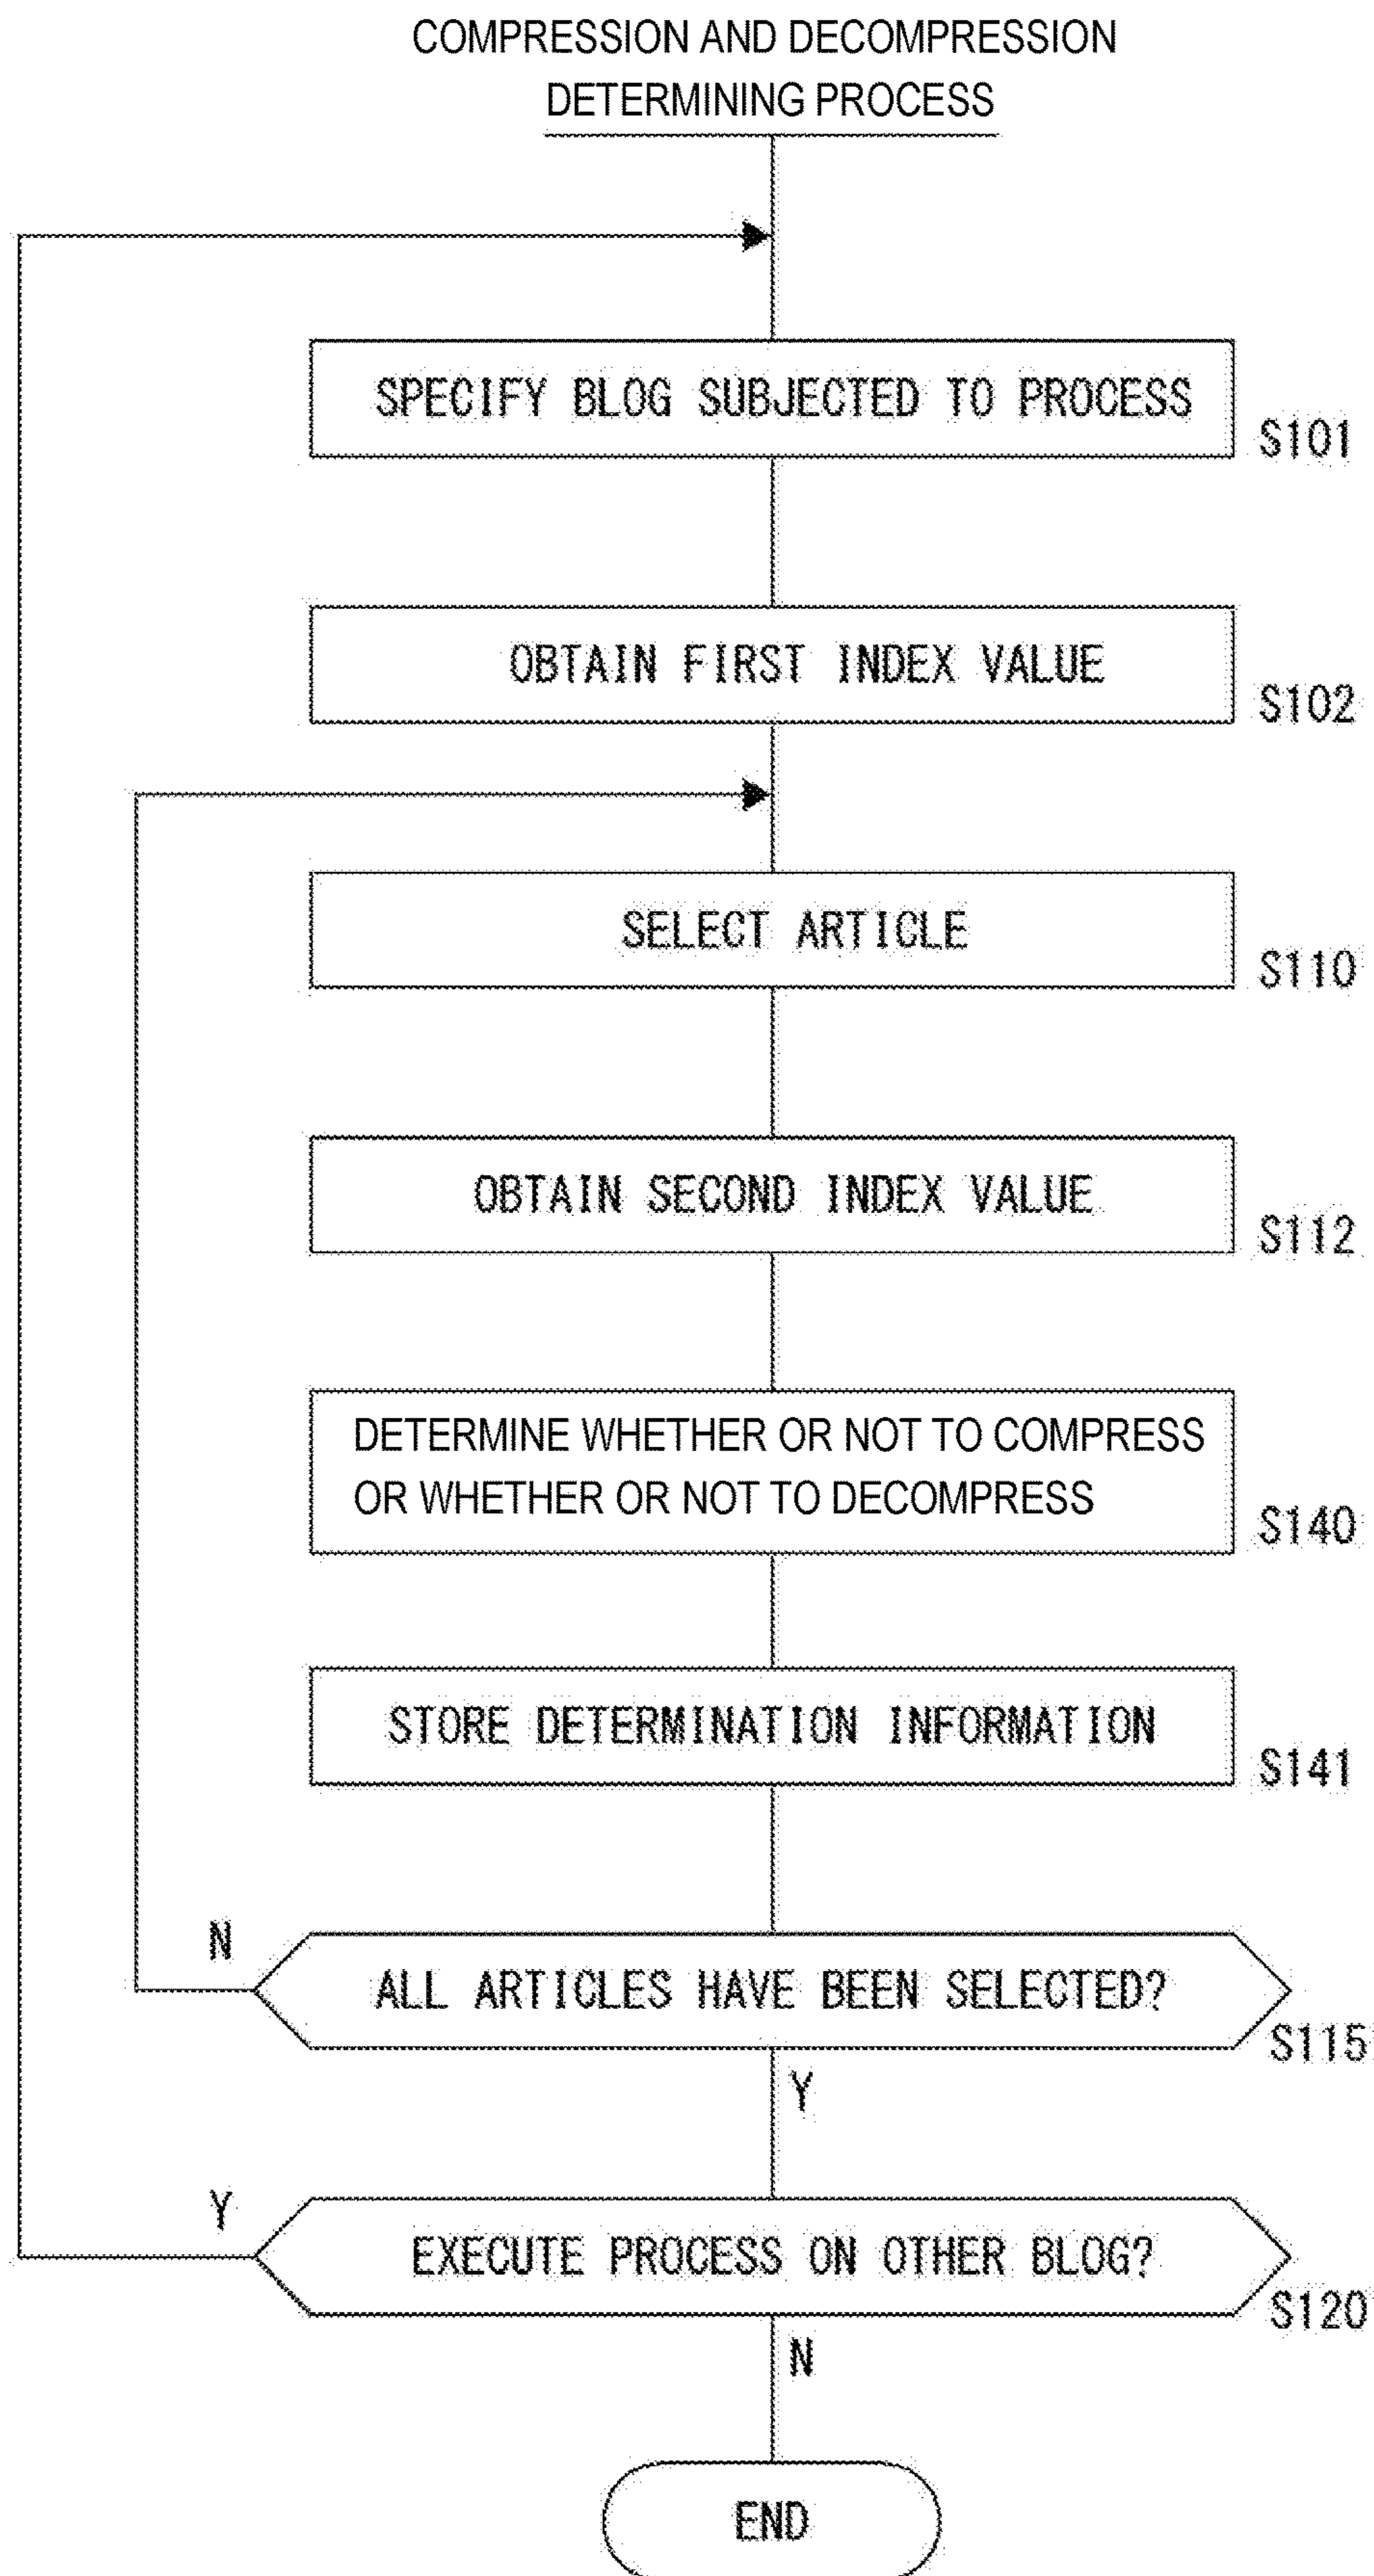 COMPRESSION AND DECOMPRESSION
DETERMINING PROCESS
SPECIFY BLOG SUBJECTED TO PROCESS
S101
OBTAIN FIRST INDEX VALUE
S102
SELECT ARTICLE
S110
OBTAIN SECOND INDEX VALUE
S112
DETERMINE WHETHER OR NOT TO COMPRESS
OR WHETHER OR NOT TO DECOMPRESS
S140
STORE DETERMINATION INFORMATION
S141
N
ALL ARTICLES HAVE BEEN SELECTED?
S115
Y
Y
EXECUTE PROCESS ON OTHER BLOG?
S120
N
END